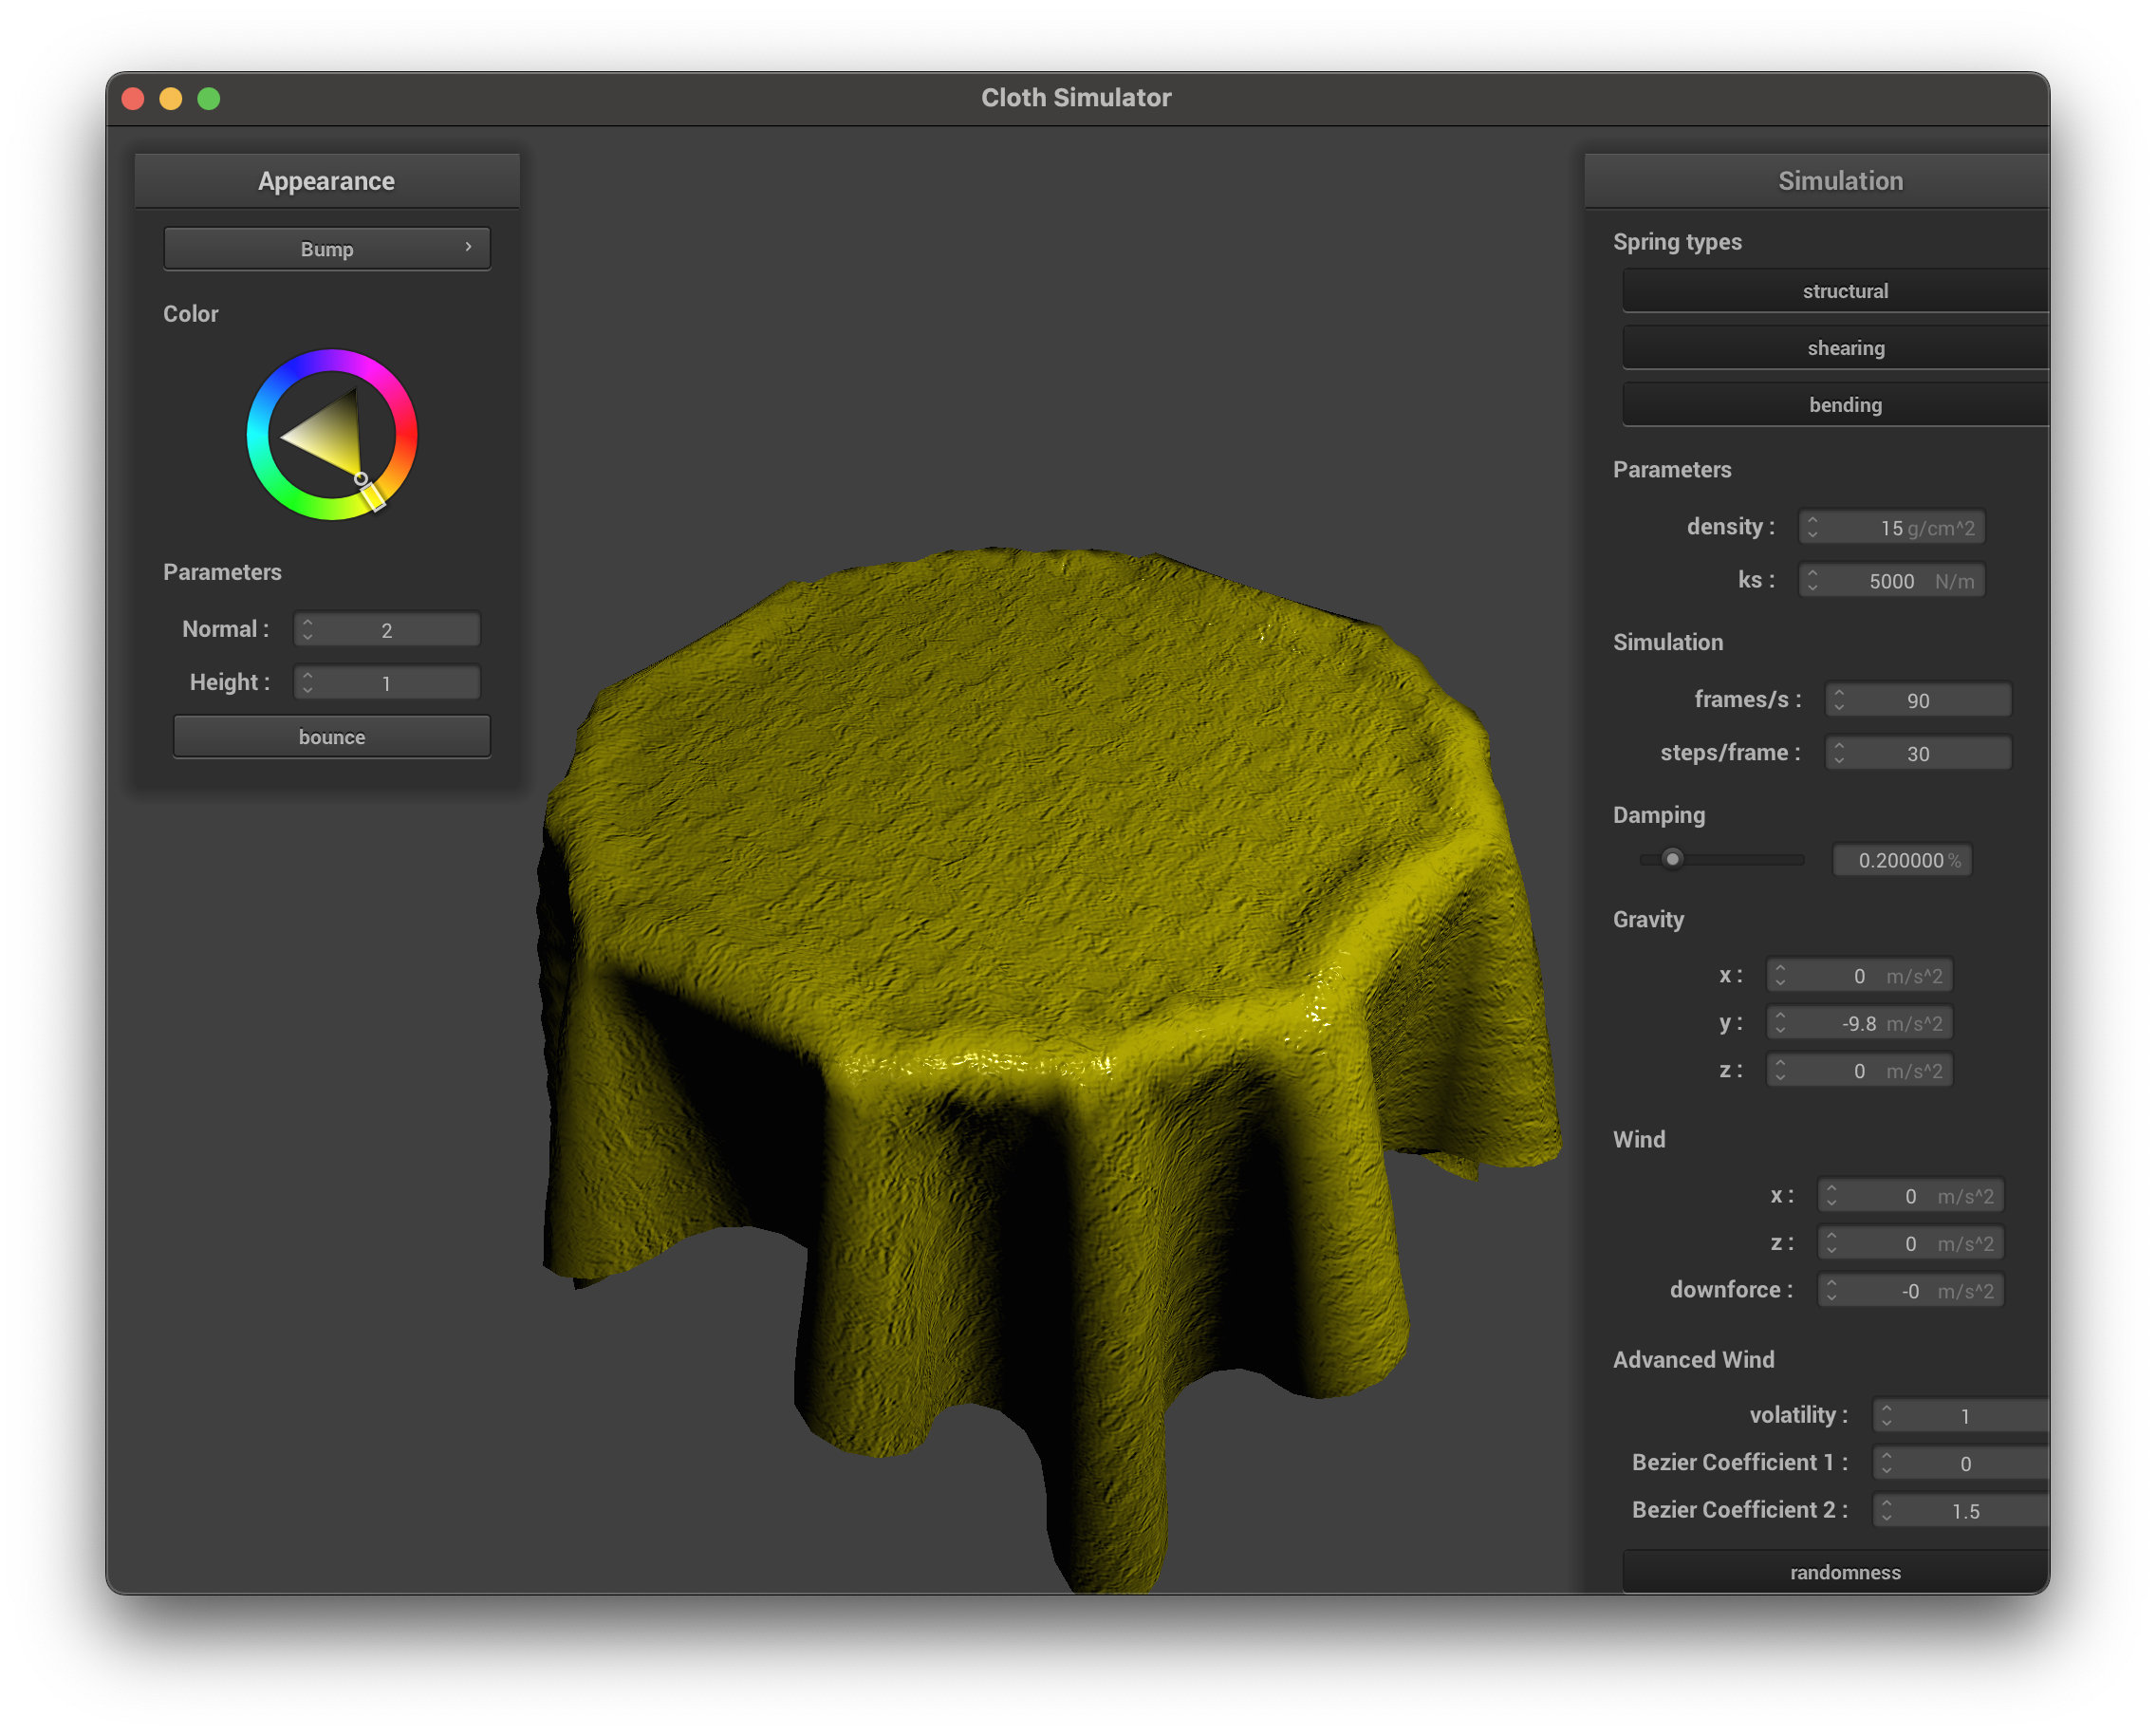 Cloth Simulator
Appearance
Bump
Color
Parameters
Normal : 2
Height : 1
bounce
Simulation
Spring types
structural
shearing
bending
Parameters
density : 15 g/cm^2
ks : 5000 N/m
Simulation
frames/s : 90
steps/frame : 30
Damping
0.200000 %
Gravity
x : 0 m/s^2
y : -9.8 m/s^2
z : 0 m/s^2
Wind
x : 0 m/s^2
z : 0 m/s^2
downforce : -0 m/s^2
Advanced Wind
volatility : 1
Bezier Coefficient 1 : 0
Bezier Coefficient 2 : 1.5
randomness